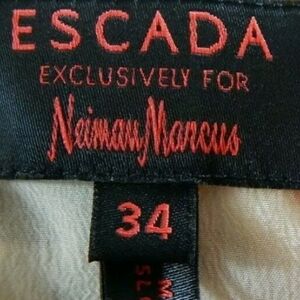 ESCADA
EXCLUSIVELY FOR
Neiman Marcus
34